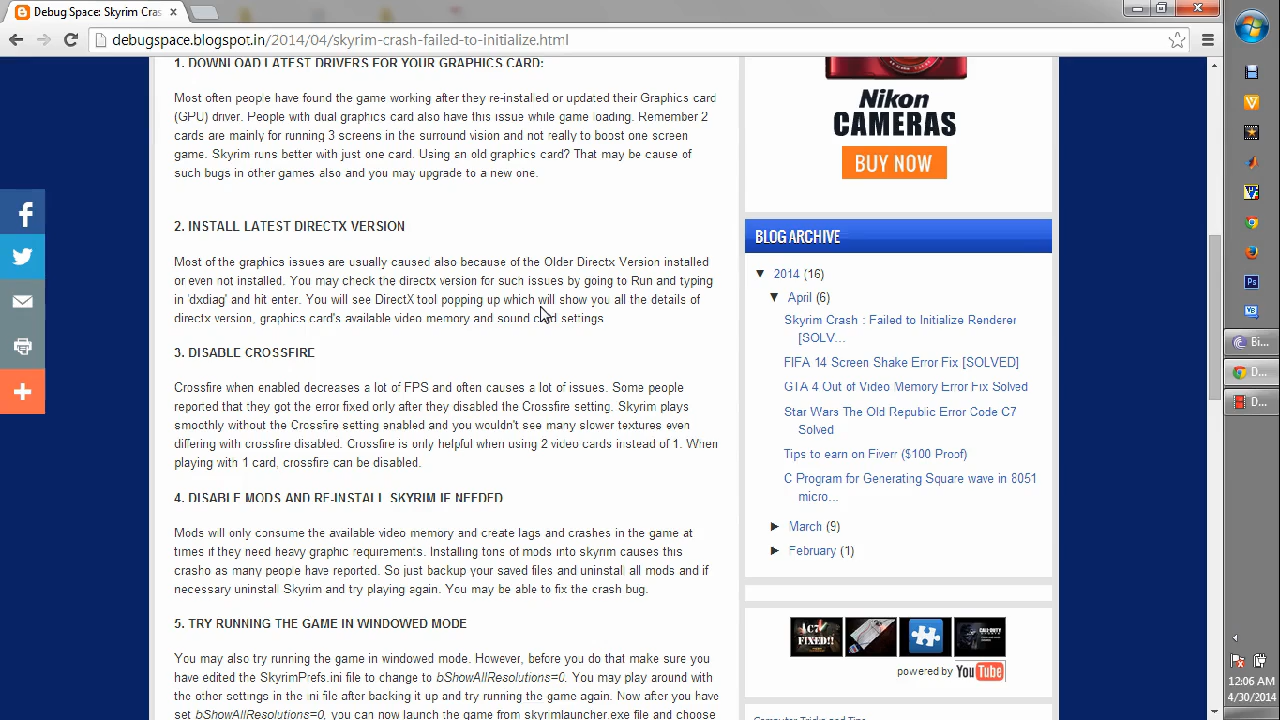 Debug Space: Skyrim Cras
debugspace.blogspot.in/2014/04/skyrim-crash-failed-to-initialize.html
1. DOWNLOAD LATEST DRIVERS FOR YOUR GRAPHICS CARD:
Most often people have found the game working after they re-installed or updated their Graphics card
(GPU) driver. People with dual graphics card also have this issue while game loading. Remember 2
cards are mainly for running 3 screens in the surround vision and not really to boost one screen
game. Skyrim runs better with just one card. Using an old graphics card? That may be cause of
such bugs in other games also and you may upgrade to a new one.
2. INSTALL LATEST DIRECTX VERSION
Most of the graphics issues are usually caused also because of the Older Directx Version installed
or even not installed. You may check the directx version for such issues by going to Run and typing
in 'dxdiag' and hit enter. You will see DirectX tool popping up which will show you all the details of
directx version, graphics card's available video memory and sound card settings.
3. DISABLE CROSSFIRE
Crossfire when enabled decreases a lot of FPS and often causes a lot of issues. Some people
reported that they got the error fixed only after they disabled the Crossfire setting. Skyrim plays
smoothly without the Crossfire setting enabled and you wouldn't see many slower textures even
differing with crossfire disabled. Crossfire is only helpful when using 2 video cards instead of 1. When
playing with 1 card, crossfire can be disabled.
4. DISABLE MODS AND RE-INSTALL SKYRIM IF NEEDED
Mods will only consume the available video memory and create lags and crashes in the game at
times if they need heavy graphic requirements. Installing tons of mods into skyrim causes this
crash as many people have reported. So just backup your saved files and uninstall all mods and if
necessary uninstall Skyrim and try playing again. You may be able to fix the crash bug.
5. TRY RUNNING THE GAME IN WINDOWED MODE
You may also try running the game in windowed mode. However, before you do that make sure you
have edited the Skyrimprefs.ini file to change to bShowAllResolutions=0. You may play around with
the other settings in the ini file after backing it up and try running the game again. Now after you have
set bShowAllResolutions=0, you can now launch the game from skyrimlauncher.exe file and choose
Nikon
CAMERAS
BUY NOW
BLOG ARCHIVE
▼ 2014 (16)
▼ April (6)
Skyrim Crash : Failed to Initialize Renderer
[SOLV...
FIFA 14 Screen Shake Error Fix [SOLVED]
GTA 4 Out of Video Memory Error Fix Solved
Star Wars The Old Republic Error Code C7
Solved
Tips to earn on Fiverr ($100 Proof)
C Program for Generating Square wave in 8051
micro...
► March (9)
► February (1)
C7
FIXED!!
powered by YouTube
Computer Tricks and Tips
Ei...
D...
D...
12:06 AM
4/30/2014